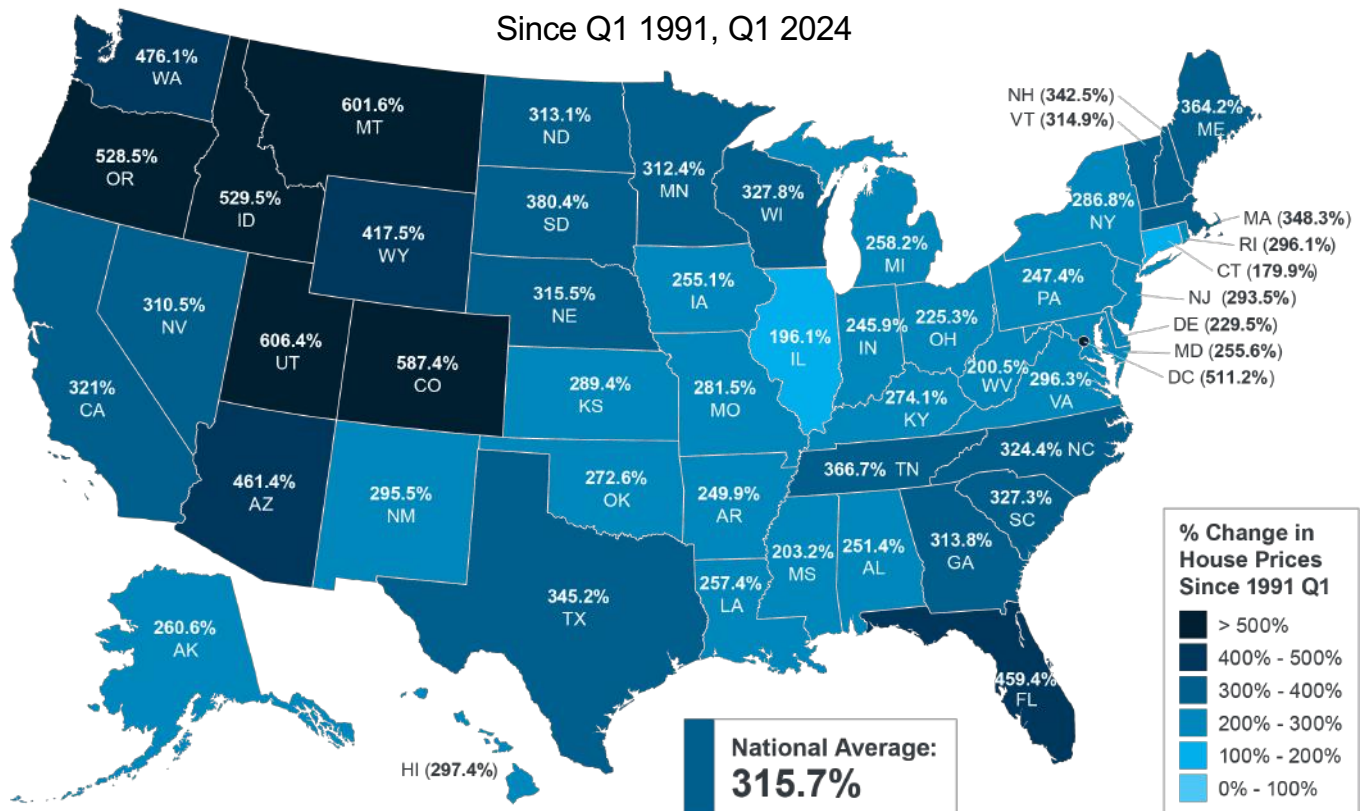 Since Q1 1991, Q1 2024
476.1%
WA
528.5%
OR
529.5%
ID
601.6%
MT
417.5%
WY
321%
CA
310.5%
NV
606.4%
UT
587.4%
CO
461.4%
AZ
295.5%
NM
313.1%
ND
380.4%
SD
315.5%
NE
289.4%
KS
272.6%
OK
345.2%
TX
312.4%
MN
255.1%
IA
281.5%
MO
249.9%
AR
257.4%
LA
327.8%
WI
196.1%
IL
258.2%
MI
245.9%
IN
225.3%
OH
274.1%
KY
366.7% TN
203.2%
MS
251.4%
AL
313.8%
GA
459.4%
FL
327.3%
SC
324.4% NC
296.3%
VA
200.5%
WV
247.4%
PA
286.8%
NY
364.2%
ME
NH (342.5%)
VT (314.9%)
MA (348.3%)
RI (296.1%)
CT (179.9%)
NJ (293.5%)
DE (229.5%)
MD (255.6%)
DC (511.2%)
260.6%
AK
HI (297.4%)
National Average:
315.7%
% Change in
House Prices
Since 1991 Q1
> 500%
400% - 500%
300% - 400%
200% - 300%
100% - 200%
0% - 100%